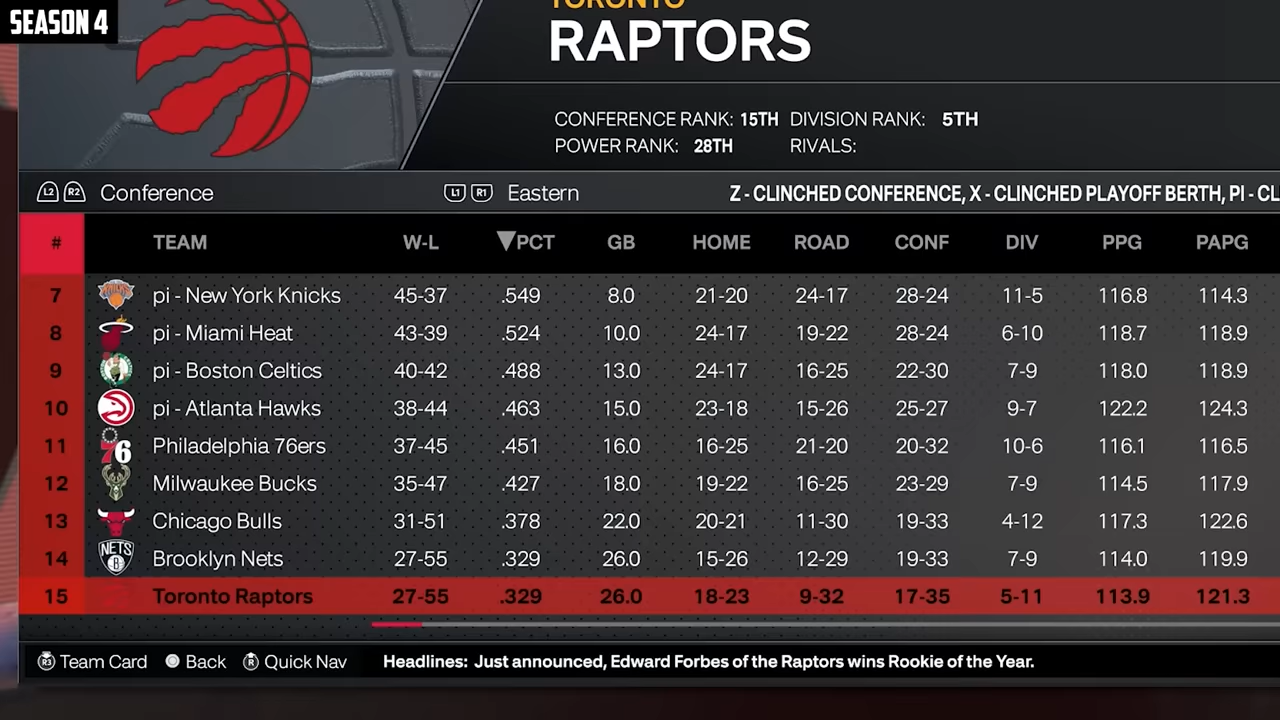 SEASON 4
TORONTO
RAPTORS
CONFERENCE RANK: 15TH DIVISION RANK: 5TH
POWER RANK: 28TH RIVALS:
L2 R2 Conference L1 R1 Eastern Z - CLINCHED CONFERENCE, X - CLINCHED PLAYOFF BERTH, PI - CL
# TEAM W-L PCT GB HOME ROAD CONF DIV PPG PAPG
7 pi - New York Knicks 45-37 .549 8.0 21-20 24-17 28-24 11-5 116.8 114.3
8 pi - Miami Heat 43-39 .524 10.0 24-17 19-22 28-24 6-10 118.7 118.9
9 pi - Boston Celtics 40-42 .488 13.0 24-17 16-25 22-30 7-9 118.0 118.9
10 pi - Atlanta Hawks 38-44 .463 15.0 23-18 15-26 25-27 9-7 122.2 124.3
11 76 Philadelphia 76ers 37-45 .451 16.0 16-25 21-20 20-32 10-6 116.1 116.5
12 Milwaukee Bucks 35-47 .427 18.0 19-22 16-25 23-29 7-9 114.5 117.9
13 Chicago Bulls 31-51 .378 22.0 20-21 11-30 19-33 4-12 117.3 122.6
14 NETS B Brooklyn Nets 27-55 .329 26.0 15-26 12-29 19-33 7-9 114.0 119.9
15 Toronto Raptors 27-55 .329 26.0 18-23 9-32 17-35 5-11 113.9 121.3
R3 Team Card Back R Quick Nav Headlines: Just announced, Edward Forbes of the Raptors wins Rookie of the Year.